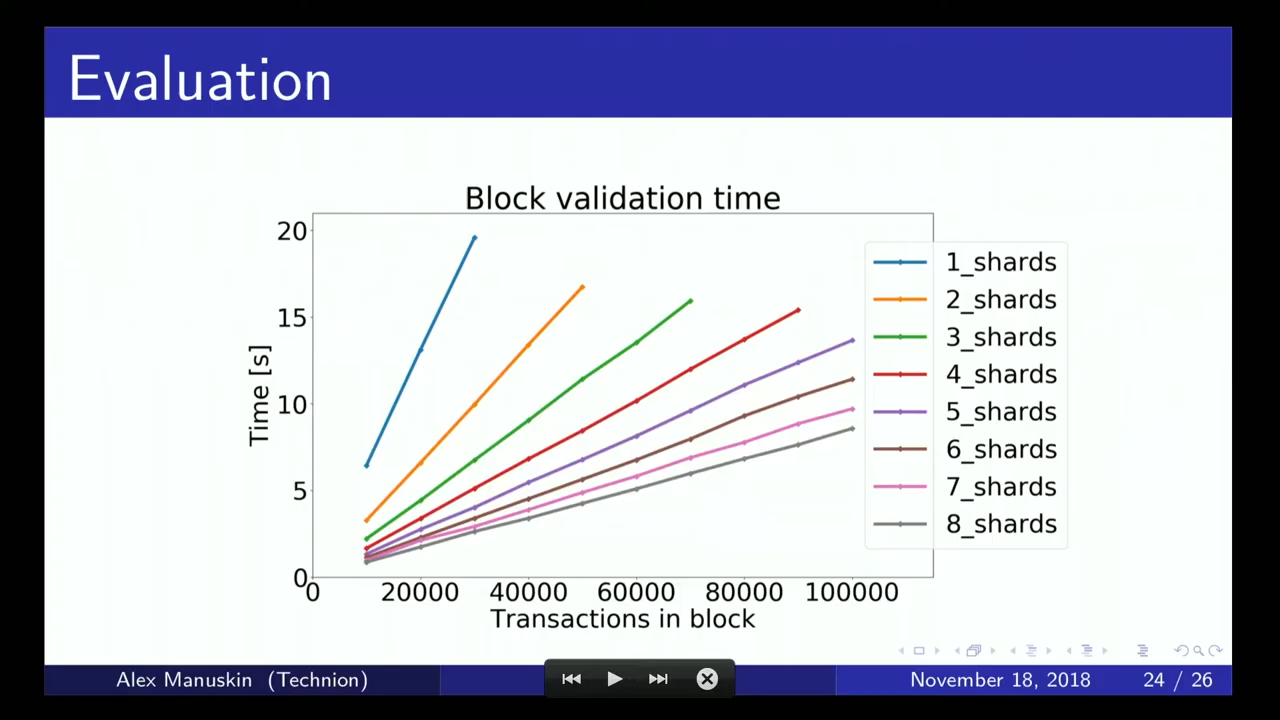 Evaluation
Block validation time
20
15
10
5
0
Time [s]
0 20000 40000 60000 80000 100000
Transactions in block
1_shards
2_shards
3_shards
4_shards
5_shards
6_shards
7_shards
8_shards
Alex Manuskin (Technion)
November 18, 2018
24 / 26